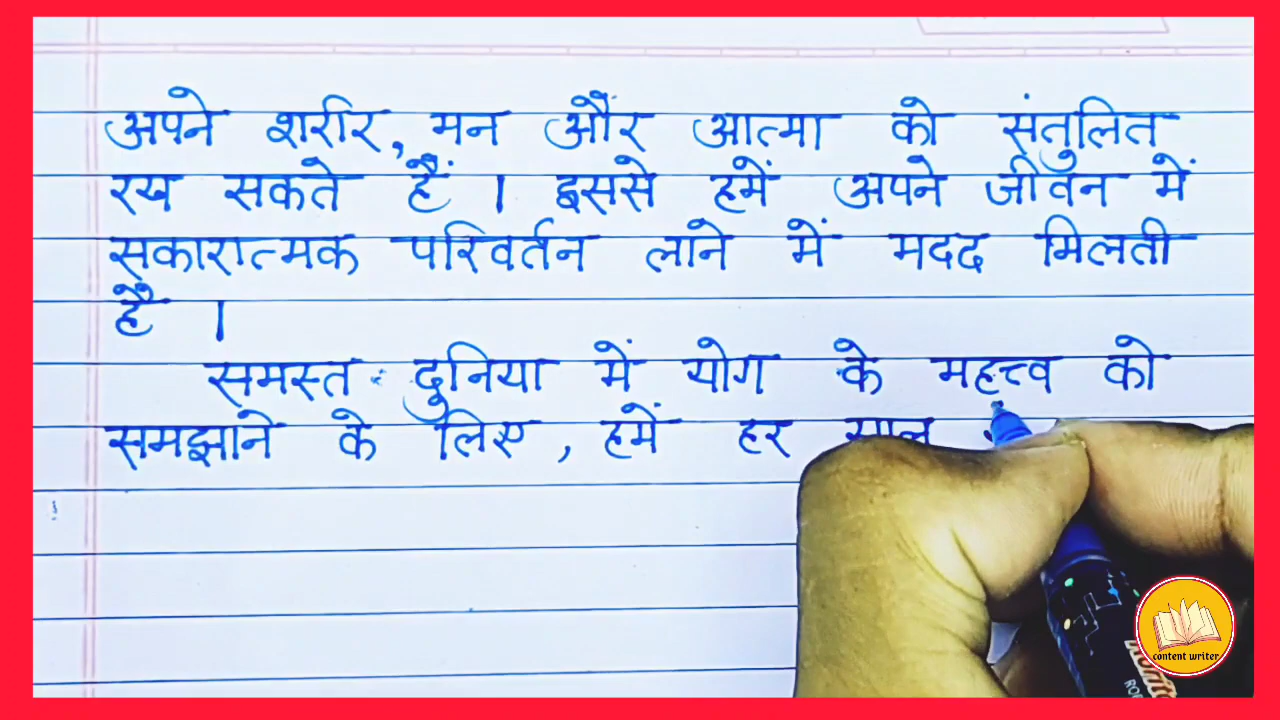 अपने शरीर, मन और आत्मा को संतुलित
रख सकते हैं । इससे हमें अपने जीवन में
सकारात्मक परिवर्तन लाने में मदद मिलती
है ।
समस्त दुनिया में योग के महत्त्व को
समझाने के लिए, हमें हर साल
content writer